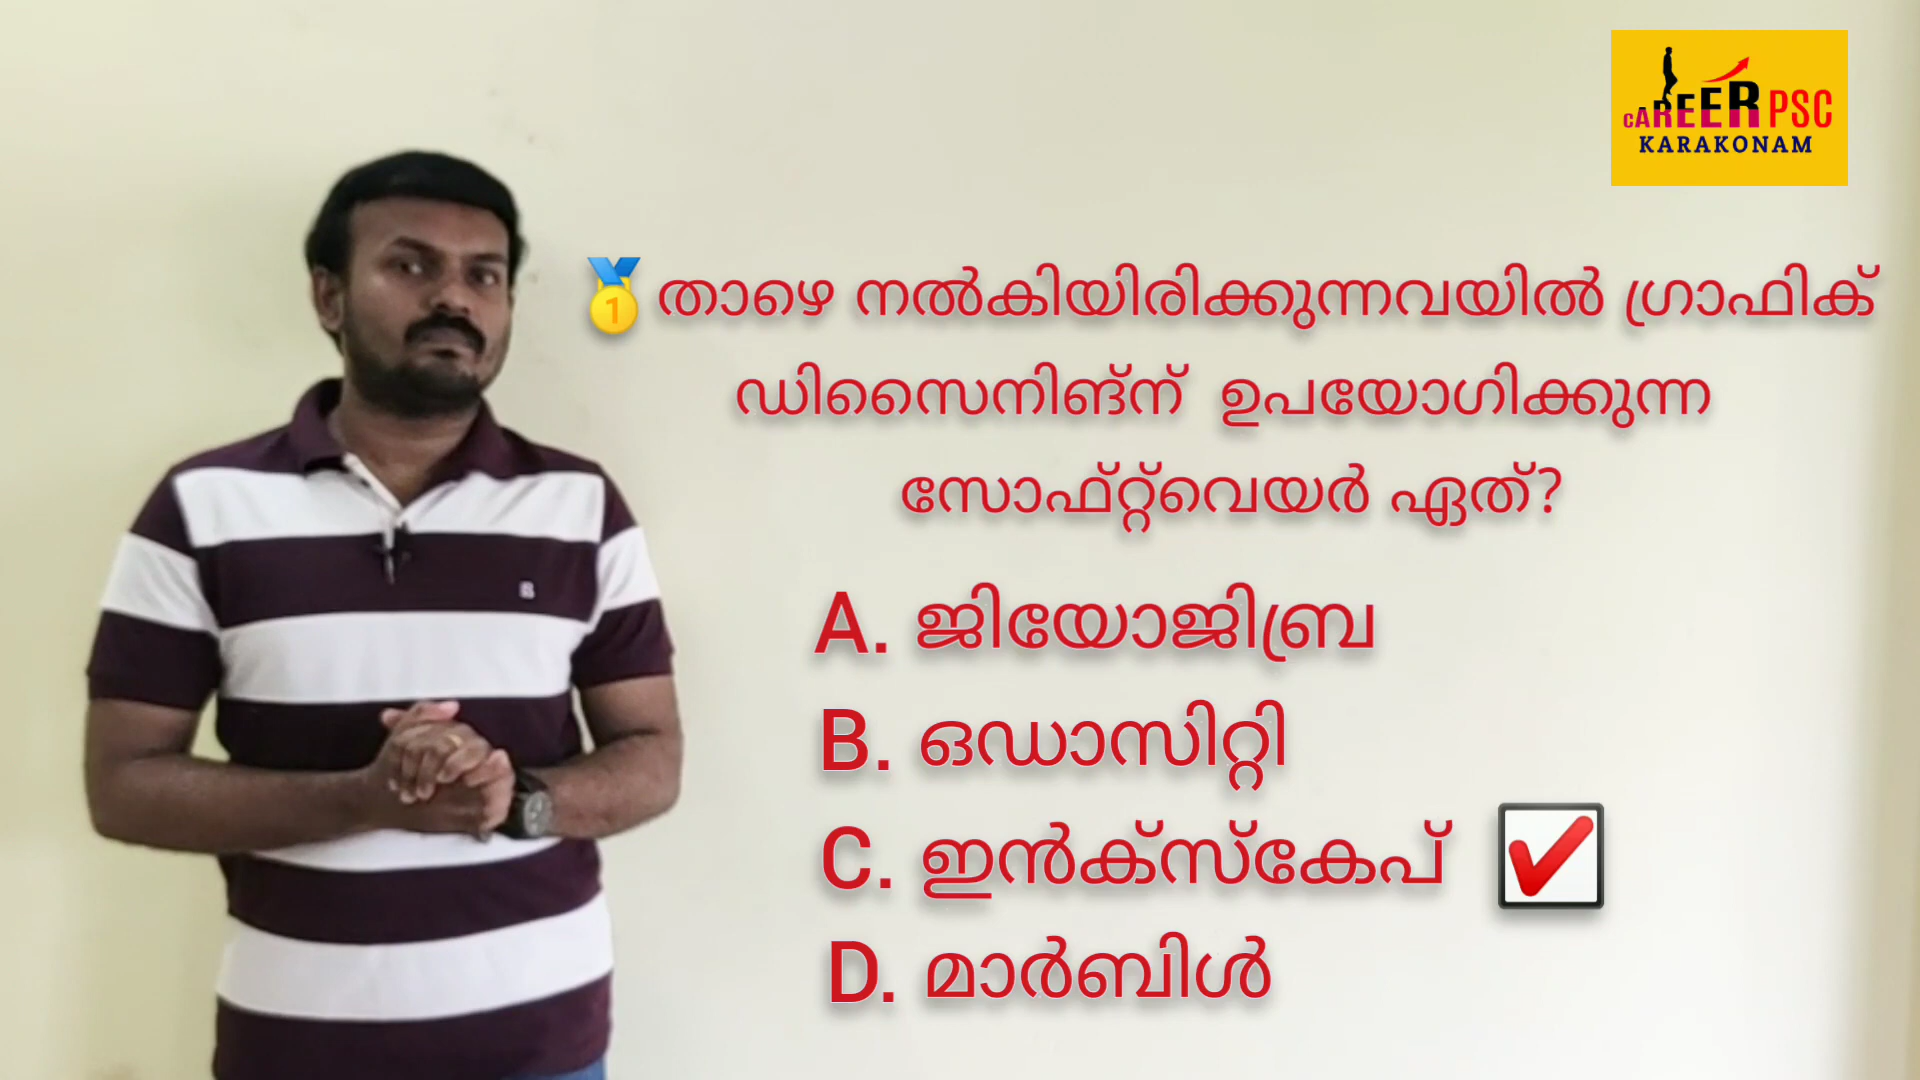 CAREER PSC
KARAKONAM
താഴെ നൽകിയിരിക്കുന്നവയിൽ ഗ്രാഫിക്
ഡിസൈനിങ്ന് ഉപയോഗിക്കുന്ന
സോഫ്റ്റ്‌വെയർ ഏത്?
A. ജിയോജിബ്ര
B. ഒഡാസിറ്റി
C. ഇൻക്സ്കേപ്
D. മാർബിൾ